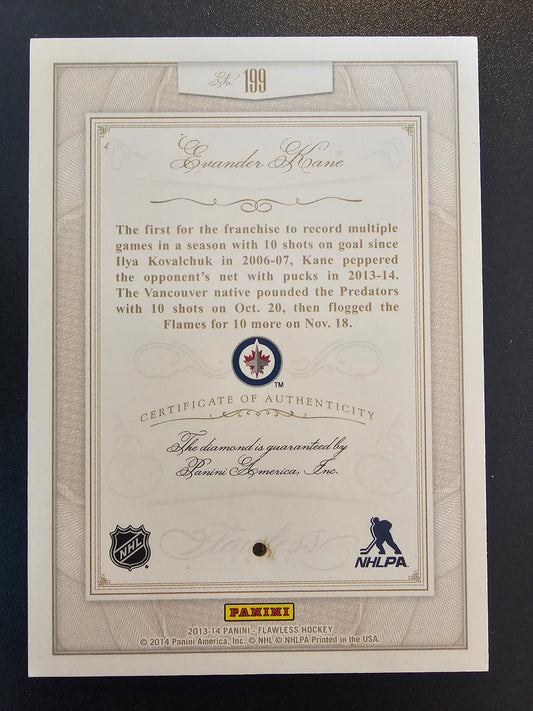 No. 199
Evander Kane
The first for the franchise to record multiple
games in a season with 10 shots on goal since
Ilya Kovalchuk in 2006-07, Kane peppered
the opponent's net with pucks in 2013-14.
The Vancouver native pounded the Predators
with 10 shots on Oct. 20, then flogged the
Flames for 10 more on Nov. 18.
TM
CERTIFICATE OF AUTHENTICITY
The diamond is guaranteed by
Panini America, Inc.
NHL
Flawless
NHLPA
PANINI
2013-14 PANINI - FLAWLESS HOCKEY
© 2014 Panini America, Inc. © NHL © NHLPA Printed in the USA.